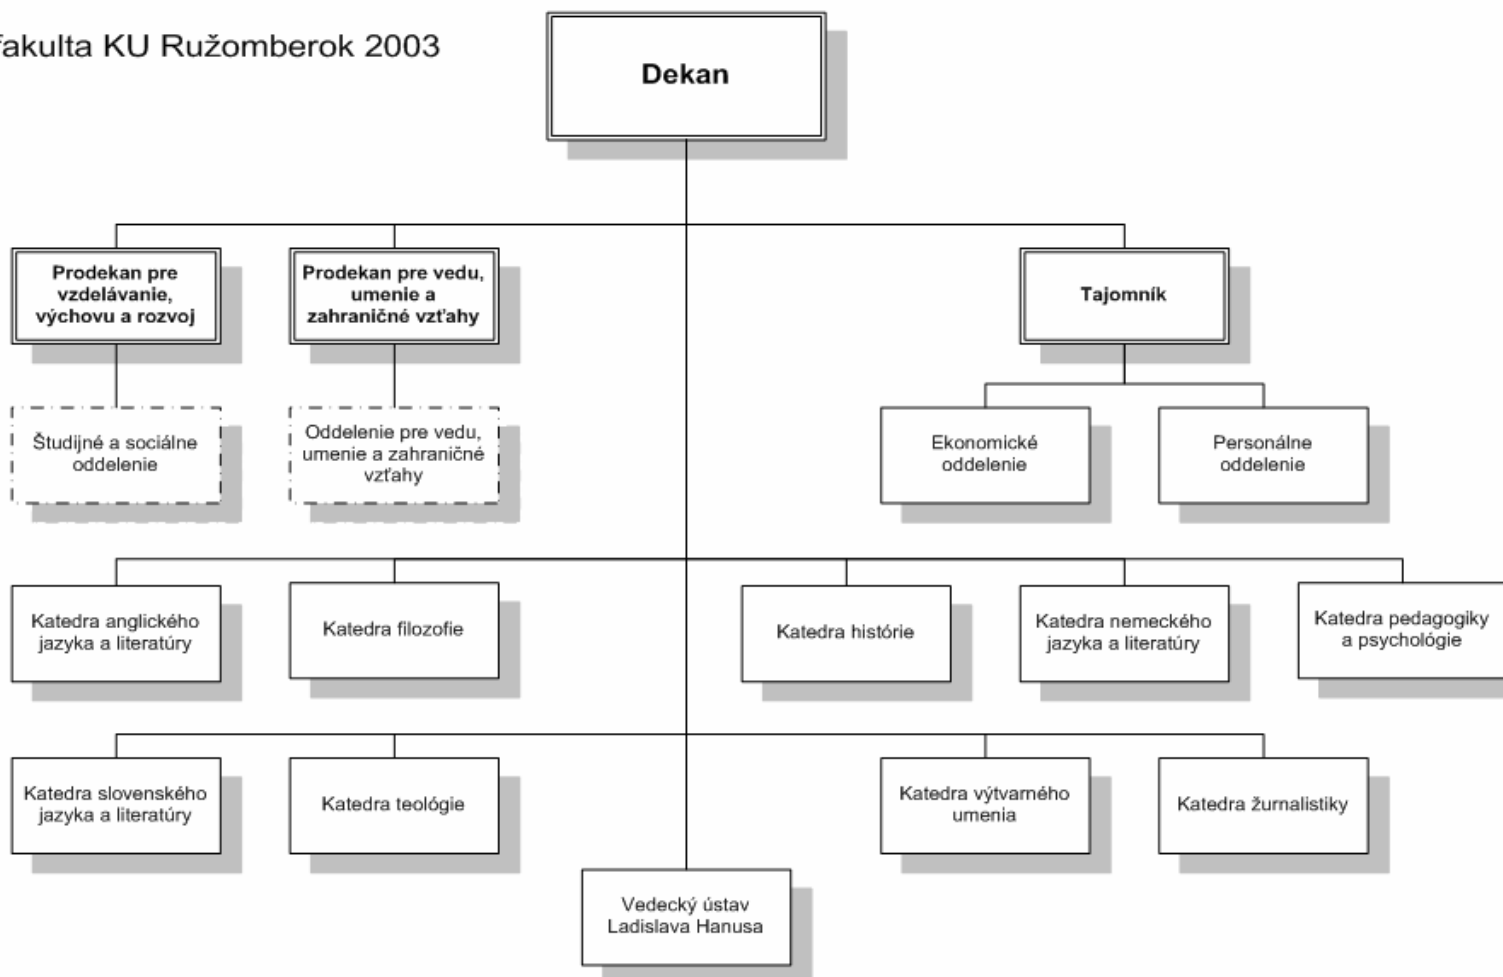 fakulta KU Ružomberok 2003
Dekan
Prodekan pre
vzdelávanie,
výchovu a rozvoj
Prodekan pre vedu,
umenie a
zahraničné vzťahy
Tajomník
Študijné a sociálne
oddelenie
Oddelenie pre vedu,
umenie a zahraničné
vzťahy
Ekonomické
oddelenie
Personálne
oddelenie
Katedra anglického
jazyka a literatúry
Katedra filozofie
Katedra histórie
Katedra nemeckého
jazyka a literatúry
Katedra pedagogiky
a psychológie
Katedra slovenského
jazyka a literatúry
Katedra teológie
Katedra výtvarného
umenia
Katedra žurnalistiky
Vedecký ústav
Ladislava Hanusa